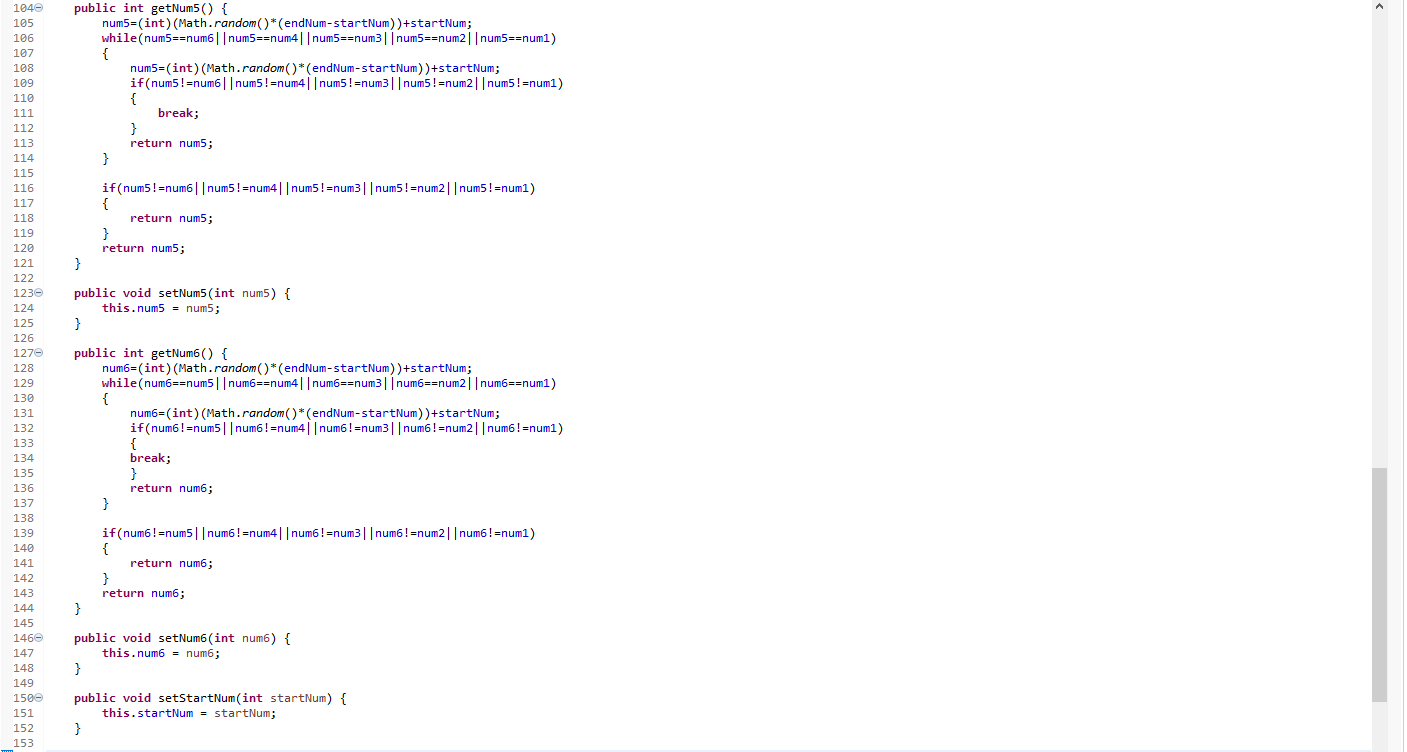 104 public int getNum5() {
105 num5=(int)(Math.random()*(endNum-startNum))+startNum;
106 while(num5==num6||num5==num4||num5==num3||num5==num2||num5==num1)
107 {
108 num5=(int)(Math.random()*(endNum-startNum))+startNum;
109 if(num5!=num6||num5!=num4||num5!=num3||num5!=num2||num5!=num1)
110 {
111 break;
112 }
113 return num5;
114 }
115
116 if(num5!=num6||num5!=num4||num5!=num3||num5!=num2||num5!=num1)
117 {
118 return num5;
119 }
120 return num5;
121 }
122
123 public void setNum5(int num5) {
124 this.num5 = num5;
125 }
126
127 public int getNum6() {
128 num6=(int)(Math.random()*(endNum-startNum))+startNum;
129 while(num6==num5||num6==num4||num6==num3||num6==num2||num6==num1)
130 {
131 num6=(int)(Math.random()*(endNum-startNum))+startNum;
132 if(num6!=num5||num6!=num4||num6!=num3||num6!=num2||num6!=num1)
133 {
134 break;
135 }
136 return num6;
137 }
138
139 if(num6!=num5||num6!=num4||num6!=num3||num6!=num2||num6!=num1)
140 {
141 return num6;
142 }
143 return num6;
144 }
145
146 public void setNum6(int num6) {
147 this.num6 = num6;
148 }
149
150 public void setStartNum(int startNum) {
151 this.startNum = startNum;
152 }
153